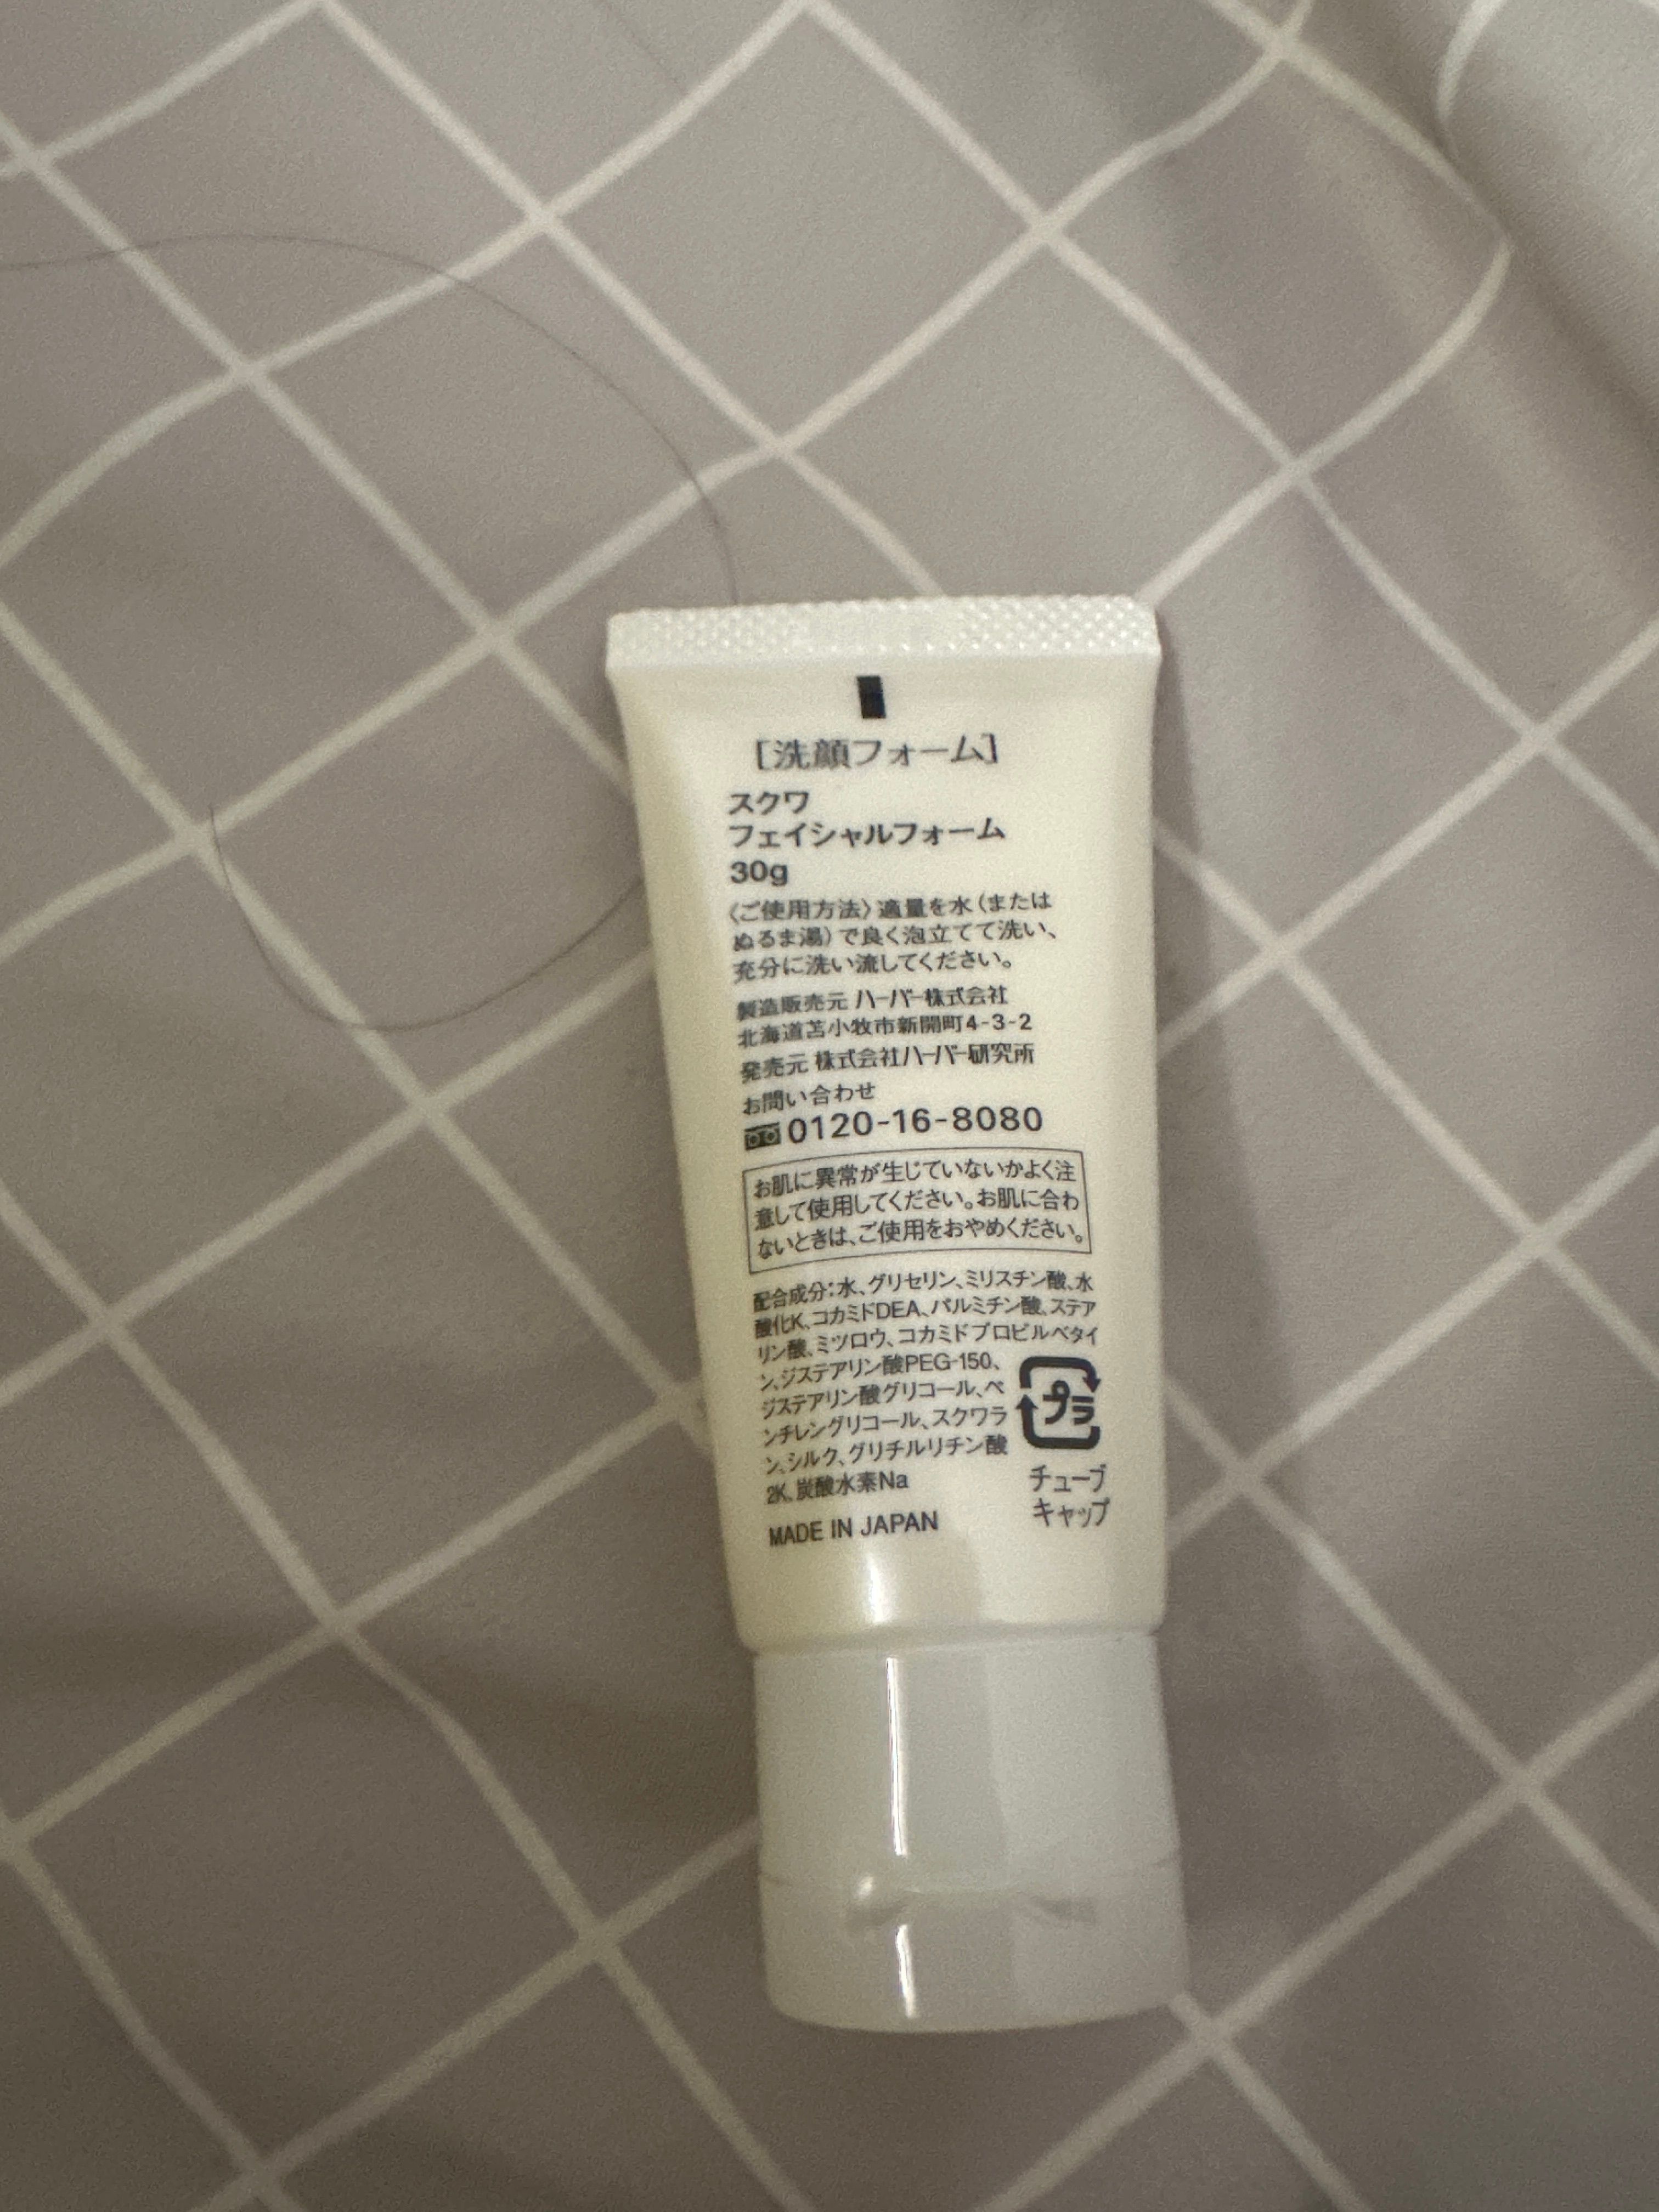 [洗顔フォーム]
スクワ
フェイシャルフォーム
30g
〈ご使用方法〉適量を水(または
ぬるま湯)で良く泡立てて洗い、
充分に洗い流してください。
製造販売元 ハーバー株式会社
北海道苫小牧市新開町4-3-2
発売元 株式会社ハーバー研究所
お問い合わせ
0120-16-8080
お肌に異常が生じていないかよく注
意して使用してください。お肌に合わ
ないときは、ご使用をおやめください。
配合成分:水、グリセリン、ミリスチン酸、水
酸化K、コカミドDEA、パルミチン酸、ステア
リン酸、ミツロウ、コカミドプロピルベタイ
ン、ジステアリン酸PEG-150、
ジステアリン酸グリコール、ペ
ンチレングリコール、スクワラ
ン、シルク、グリチルリチン酸
2K、炭酸水素Na
プラ
チューブ
キャップ
MADE IN JAPAN